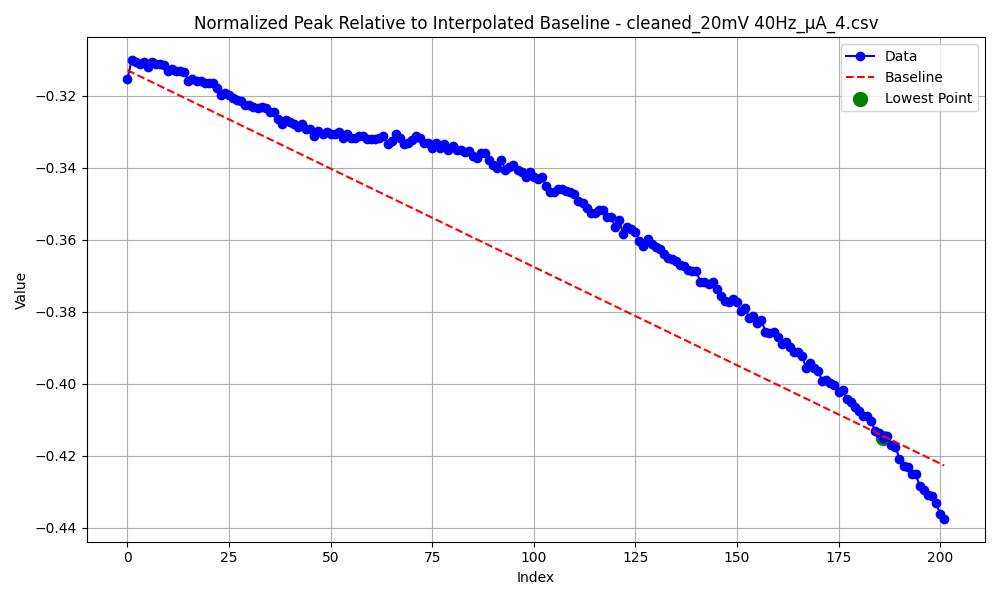 Normalized Peak Relative to Interpolated Baseline - cleaned_20mV 40Hz_μA_4.csv
Data
Baseline
Lowest Point
Value
−0.32
−0.34
−0.36
−0.38
−0.40
−0.42
−0.44
0
25
50
75
100
125
150
175
200
Index